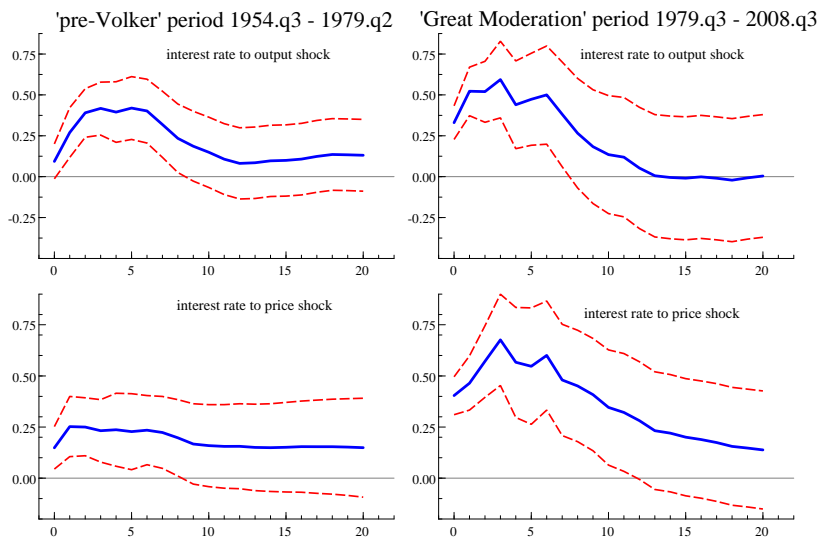 'pre-Volker' period 1954.q3 - 1979.q2
'Great Moderation' period 1979.q3 - 2008.q3
interest rate to output shock
0.75
0.50
0.25
0.00
-0.25
0 5 10 15 20
interest rate to output shock
0.75
0.50
0.25
0.00
-0.25
0 5 10 15 20
interest rate to price shock
0.75
0.50
0.25
0.00
0 5 10 15 20
interest rate to price shock
0.75
0.50
0.25
0.00
0 5 10 15 20